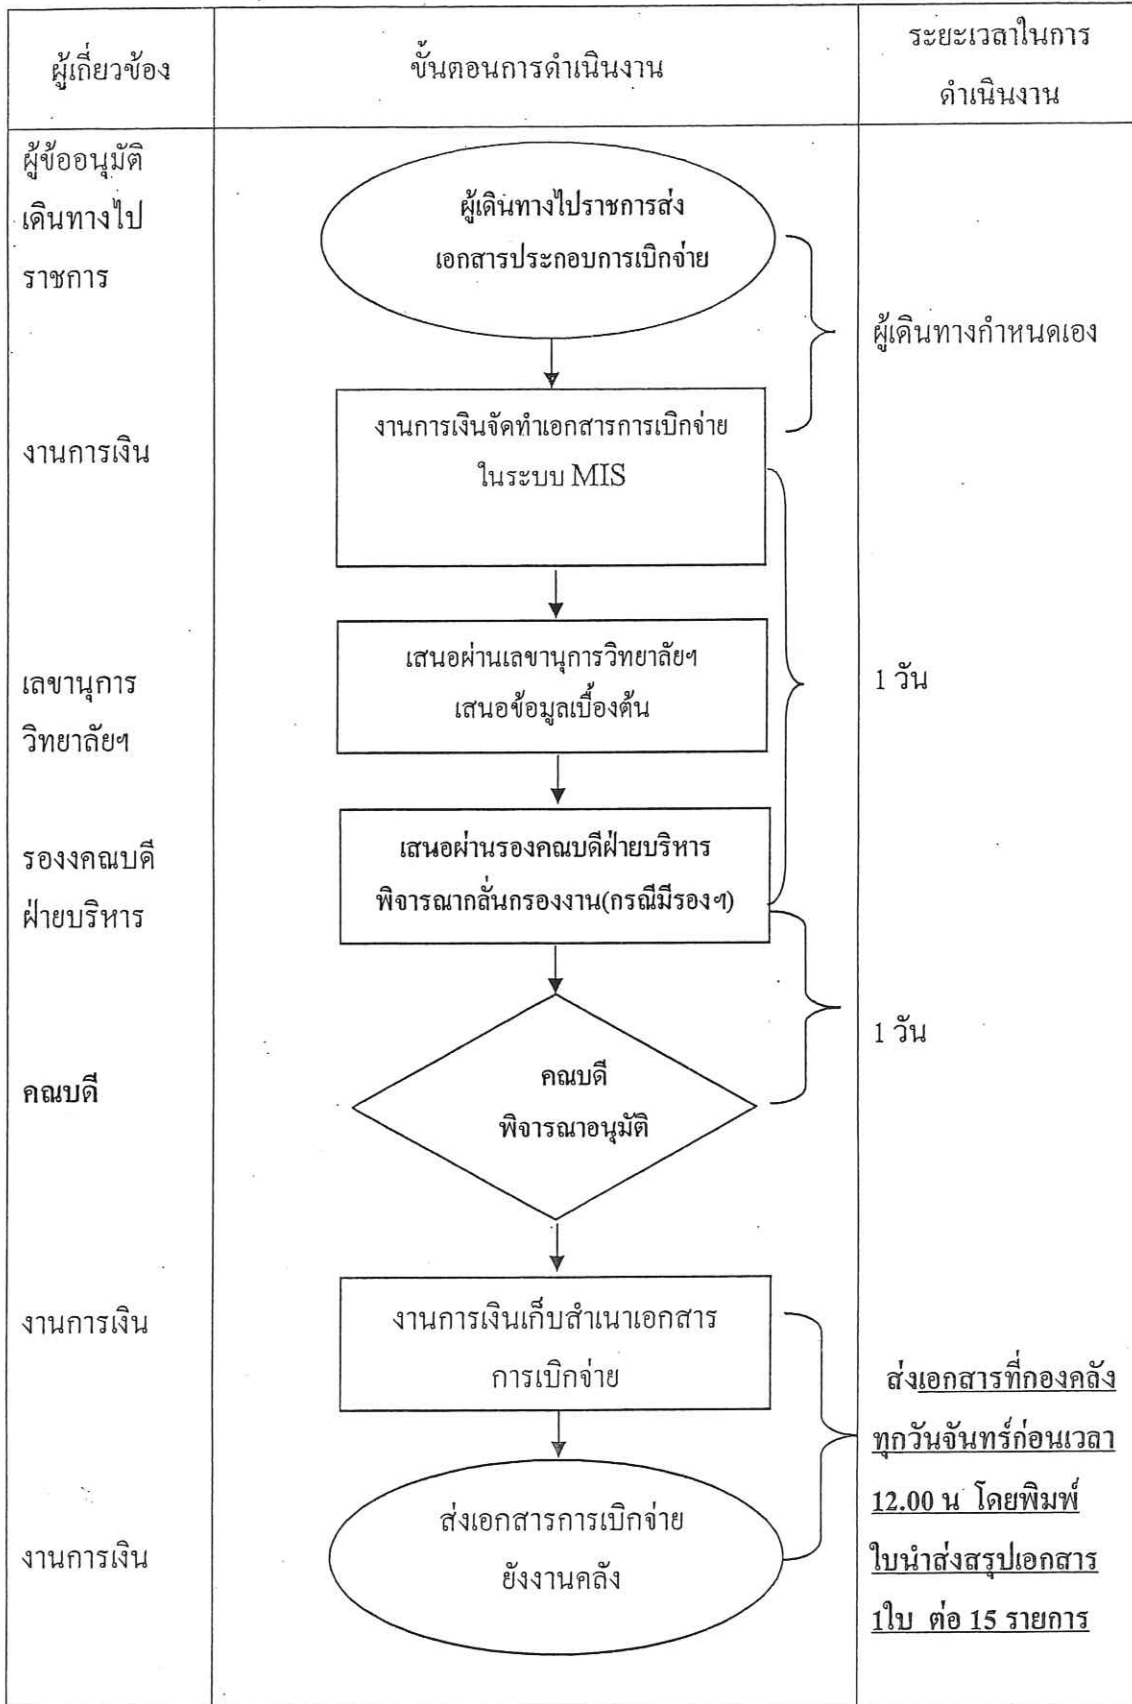 ผู้เกี่ยวข้อง
ขั้นตอนการดำเนินงาน
ระยะเวลาในการ
ดำเนินงาน
ผู้ข้ออนุมัติ
เดินทางไป
ราชการ
ผู้เดินทางไปราชการส่ง
เอกสารประกอบการเบิกจ่าย
ผู้เดินทางกำหนดเอง
งานการเงิน
งานการเงินจัดทำเอกสารการเบิกจ่าย
ในระบบ MIS
เลขานุการ
วิทยาลัยฯ
เสนอผ่านเลขานุการวิทยาลัยฯ
เสนอข้อมูลเบื้องต้น
1 วัน
รองงคณบดี
ฝ่ายบริหาร
เสนอผ่านรองคณบดีฝ่ายบริหาร
พิจารณากลั่นกรองงาน(กรณีมีรองฯ)
1 วัน
คณบดี
คณบดี
พิจารณาอนุมัติ
งานการเงิน
งานการเงินเก็บสำเนาเอกสาร
การเบิกจ่าย
งานการเงิน
ส่งเอกสารการเบิกจ่าย
ยังงานคลัง
ส่งเอกสารที่กองคลัง
ทุกวันจันทร์ก่อนเวลา
12.00 น โดยพิมพ์
ใบนำส่งสรุปเอกสาร
1ใบ ต่อ 15 รายการ